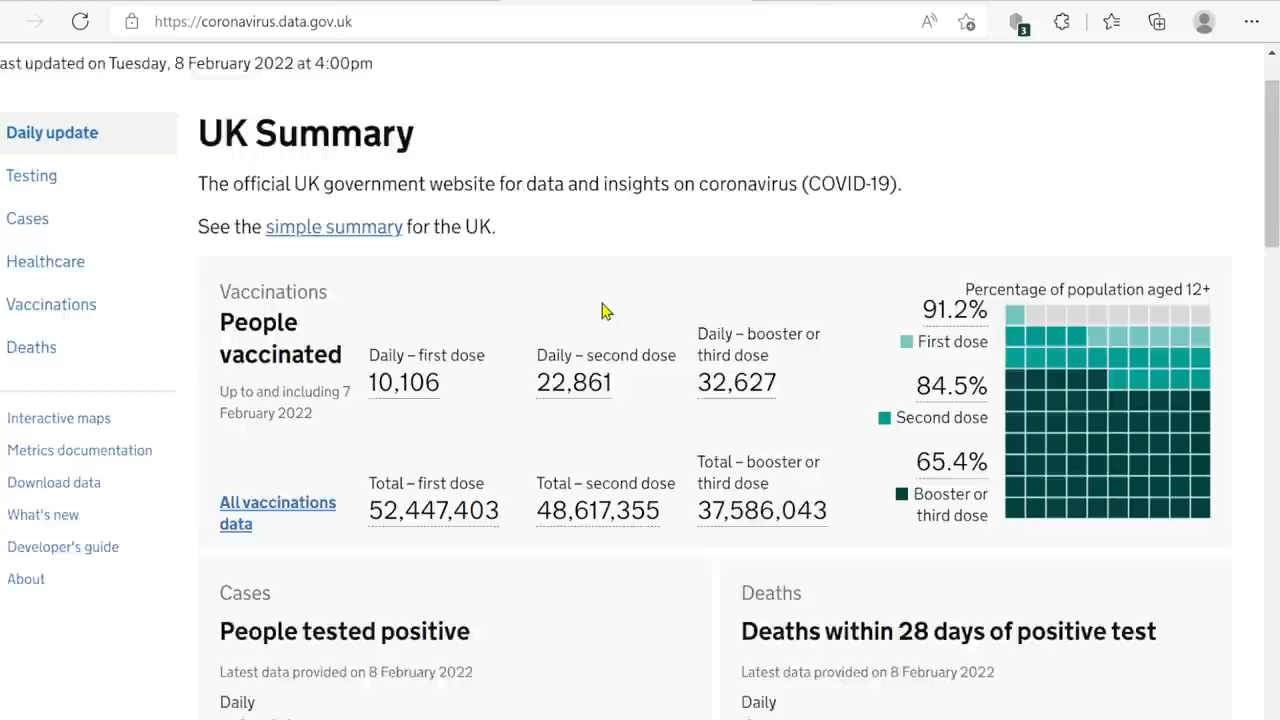 https://coronavirus.data.gov.uk
3
ast updated on Tuesday, 8 February 2022 at 4:00pm
Daily update
Testing
Cases
Healthcare
Vaccinations
Deaths
Interactive maps
Metrics documentation
Download data
What's new
Developer's guide
About
UK Summary
The official UK government website for data and insights on coronavirus (COVID-19).
See the simple summary for the UK.
Vaccinations
People
vaccinated
Up to and including 7
February 2022
All vaccinations
data
Daily – first dose
10,106
Daily – second dose
22,861
Daily – booster or
third dose
32,627
Total – first dose
52,447,403
Total – second dose
48,617,355
Total – booster or
third dose
37,586,043
Percentage of population aged 12+
91.2%
First dose
84.5%
Second dose
65.4%
Booster or
third dose
Cases
People tested positive
Latest data provided on 8 February 2022
Daily
Deaths
Deaths within 28 days of positive test
Latest data provided on 8 February 2022
Daily